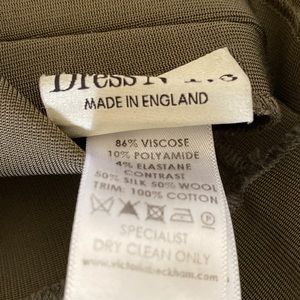 Dress N
MADE IN ENGLAND
86% VISCOSE
10% POLYAMIDE
4% ELASTANE
CONTRAST
50% SILK 50% WOOL
TRIM: 100% COTTON
SPECIALIST
DRY CLEAN ONLY
www.victoriabeckham.com